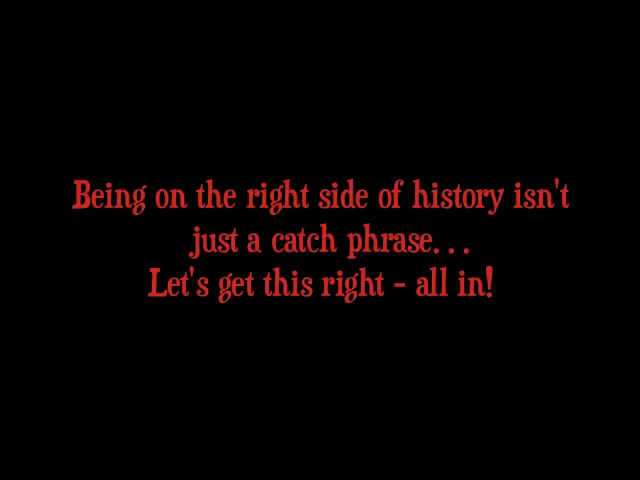 Being on the right side of history isn't
just a catch phrase...
Let's get this right - all in!